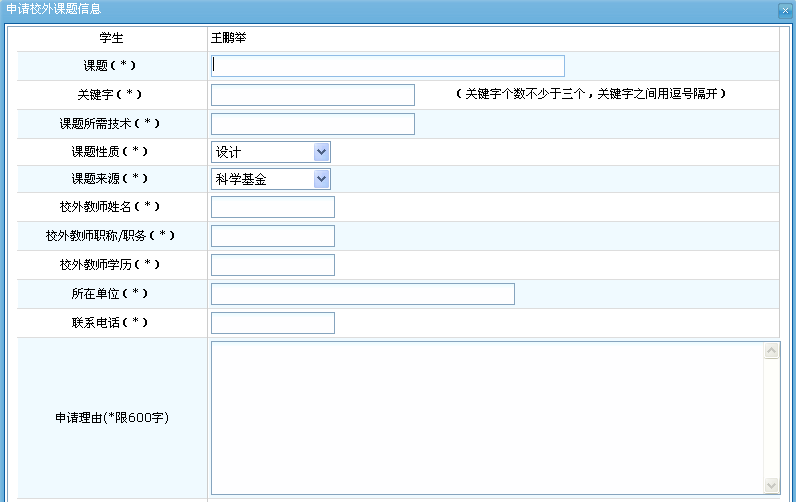 申请校外课题信息
学生 王鹏举
课题(*)
关键字(*) (关键字个数不少于三个,关键字之间用逗号隔开)
课题所需技术(*)
课题性质(*) 设计
课题来源(*) 科学基金
校外教师姓名(*)
校外教师职称/职务(*)
校外教师学历(*)
所在单位(*)
联系电话(*)
申请理由(*限600字)